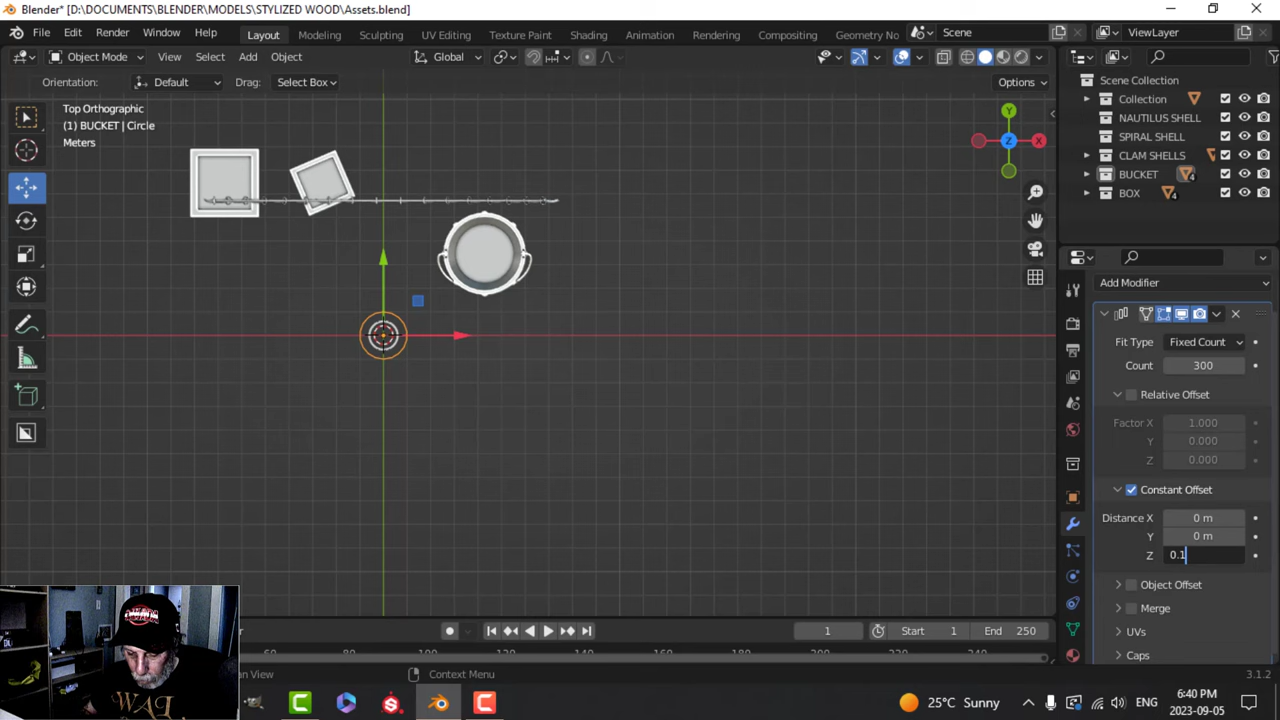 Blender* [D:\DOCUMENTS\BLENDER\MODELS\STYLIZED WOOD\Assets.blend]
File Edit Render Window Help Layout Modeling Sculpting UV Editing Texture Paint Shading Animation Rendering Compositing Geometry No Scene ViewLayer
Object Mode View Select Add Object Global
Orientation: Default Drag: Select Box Options
Top Orthographic
(1) BUCKET | Circle
Meters
Y
X
Z
Scene Collection
Collection
NAUTILUS SHELL
SPIRAL SHELL
CLAM SHELLS
BUCKET 4
BOX 4
Add Modifier
Fit Type Fixed Count
Count 300
Relative Offset
Factor X 1.000
Y 0.000
Z 0.000
Constant Offset
Distance X 0 m
Y 0 m
Z 0.1
Object Offset
Merge
UVs
Caps
1 Start 1 End 250
an View Context Menu 3.1.2
25°C Sunny ENG 6:40 PM
2023-09-05